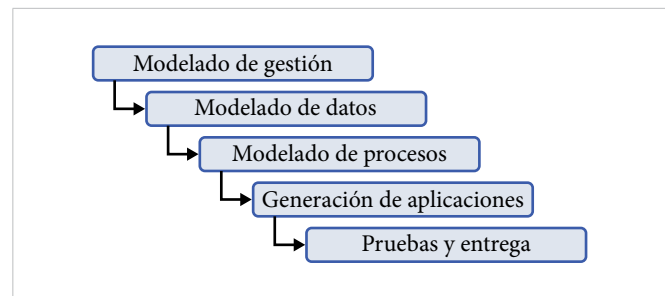 Modelado de gestión
Modelado de datos
Modelado de procesos
Generación de aplicaciones
Pruebas y entrega